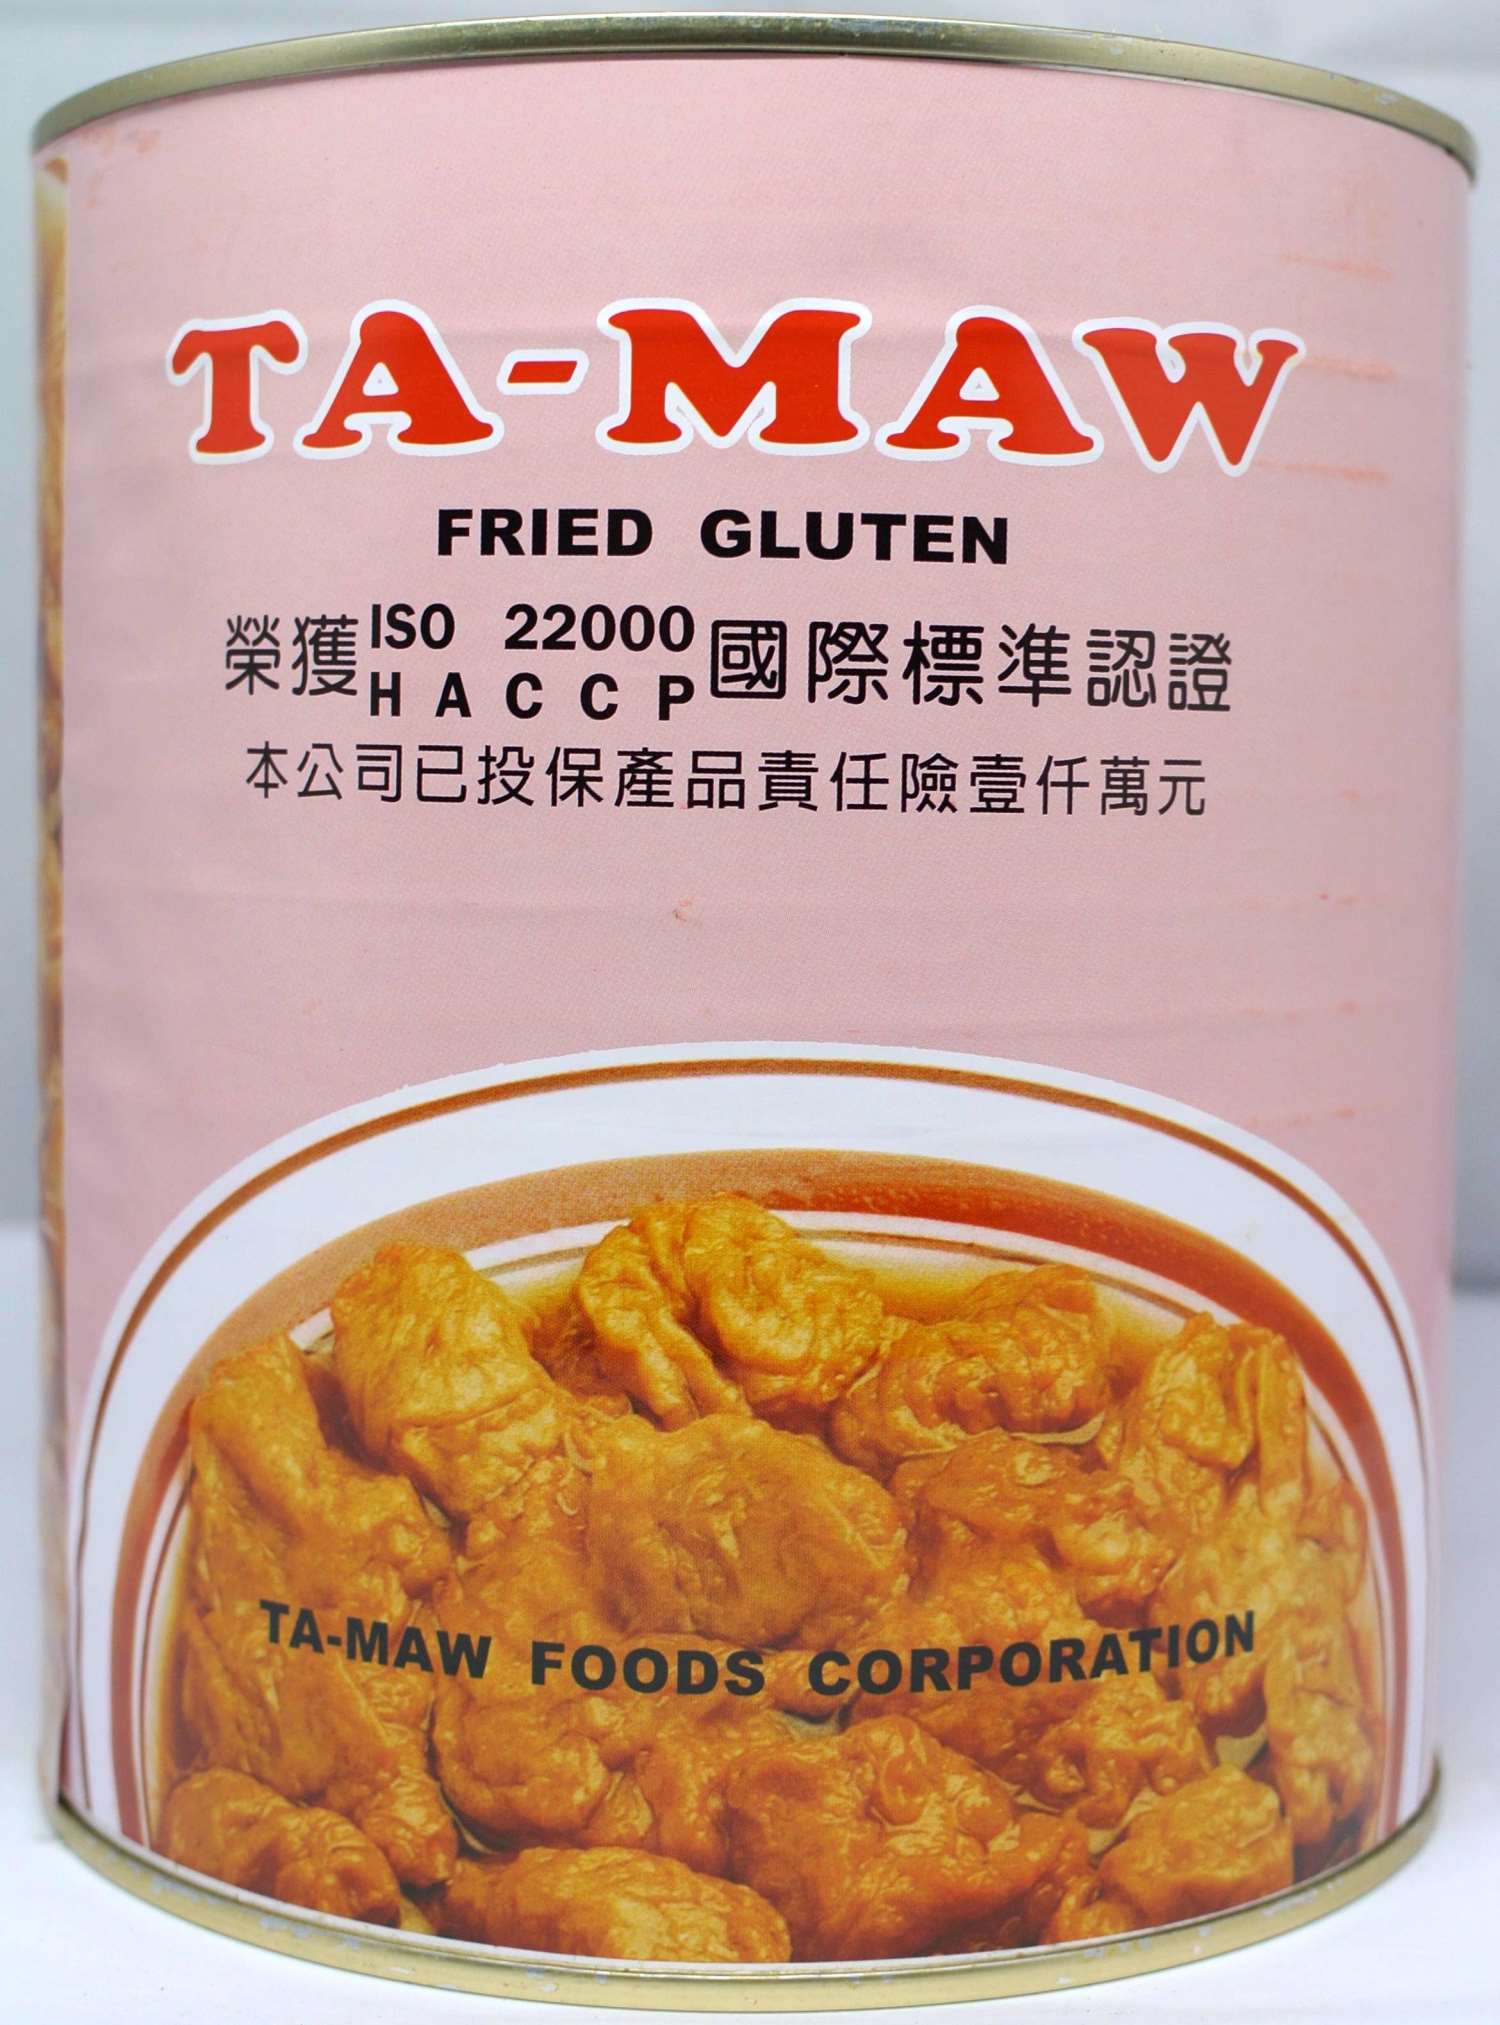 TA-MAW
FRIED GLUTEN
榮獲ISO 22000 HACCP國際標準認證
本公司已投保產品責任險壹仟萬元
TA-MAW FOODS CORPORATION